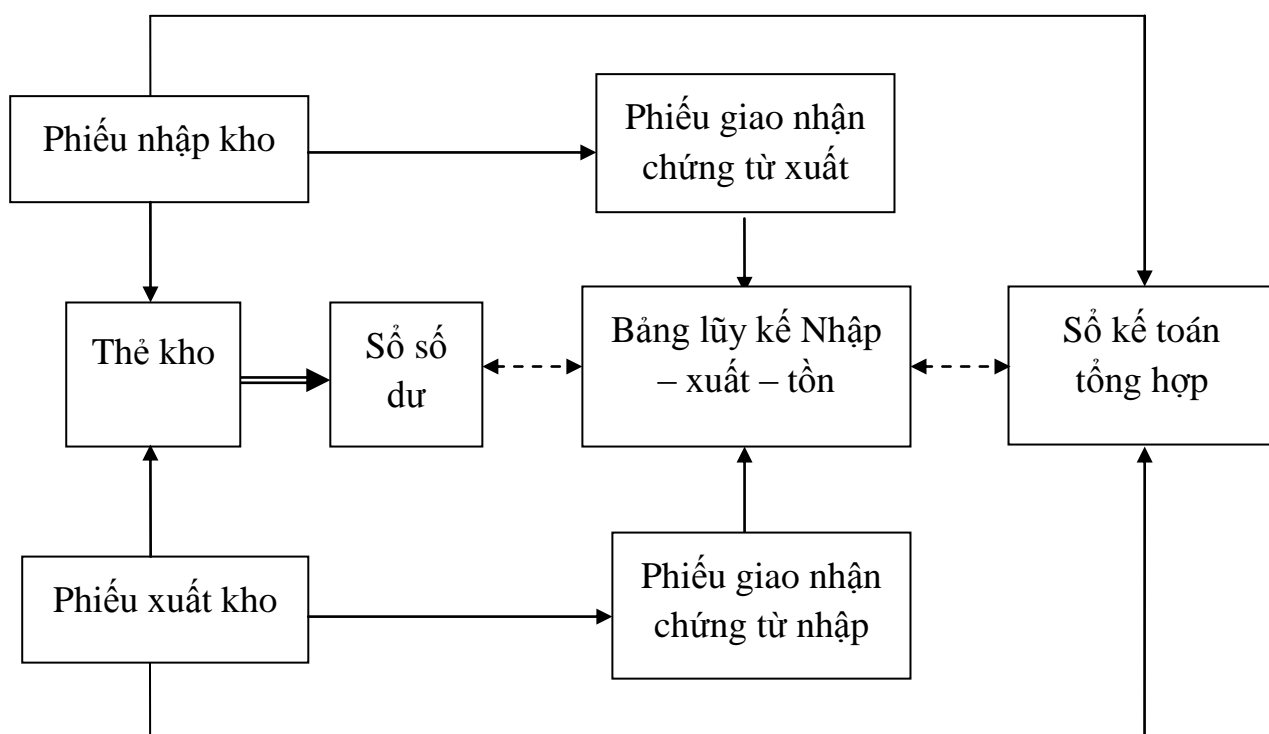 Phiếu nhập kho
Phiếu giao nhận
chứng từ xuất
Thẻ kho
Sổ số
dư
Bảng lũy kế Nhập
– xuất – tồn
Sổ kế toán
tổng hợp
Phiếu xuất kho
Phiếu giao nhận
chứng từ nhập